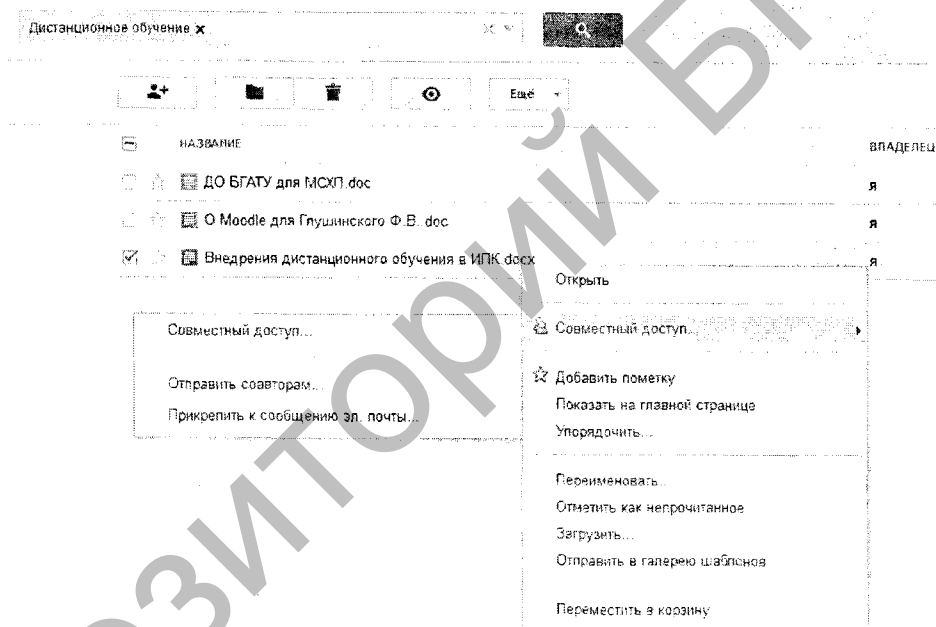 Дистанционное обучение x
Ещё
НАЗВАНИЕ
ВЛАДЕЛЕЦ
ДО БГАТУ для МСХП.doc
я
О Moodle для Глушинского Ф.В..doc
я
Внедрения дистанционного обучения в ИПК.docx
я
Открыть
Совместный доступ...
Совместный доступ...
Добавить пометку
Отправить соавторам...
Показать на главной странице
Прикрепить к сообщению эл. почты...
Упорядочить...
Переименовать...
Отметить как непрочитанное
Загрузить...
Отправить в галерею шаблонов
Переместить в корзину